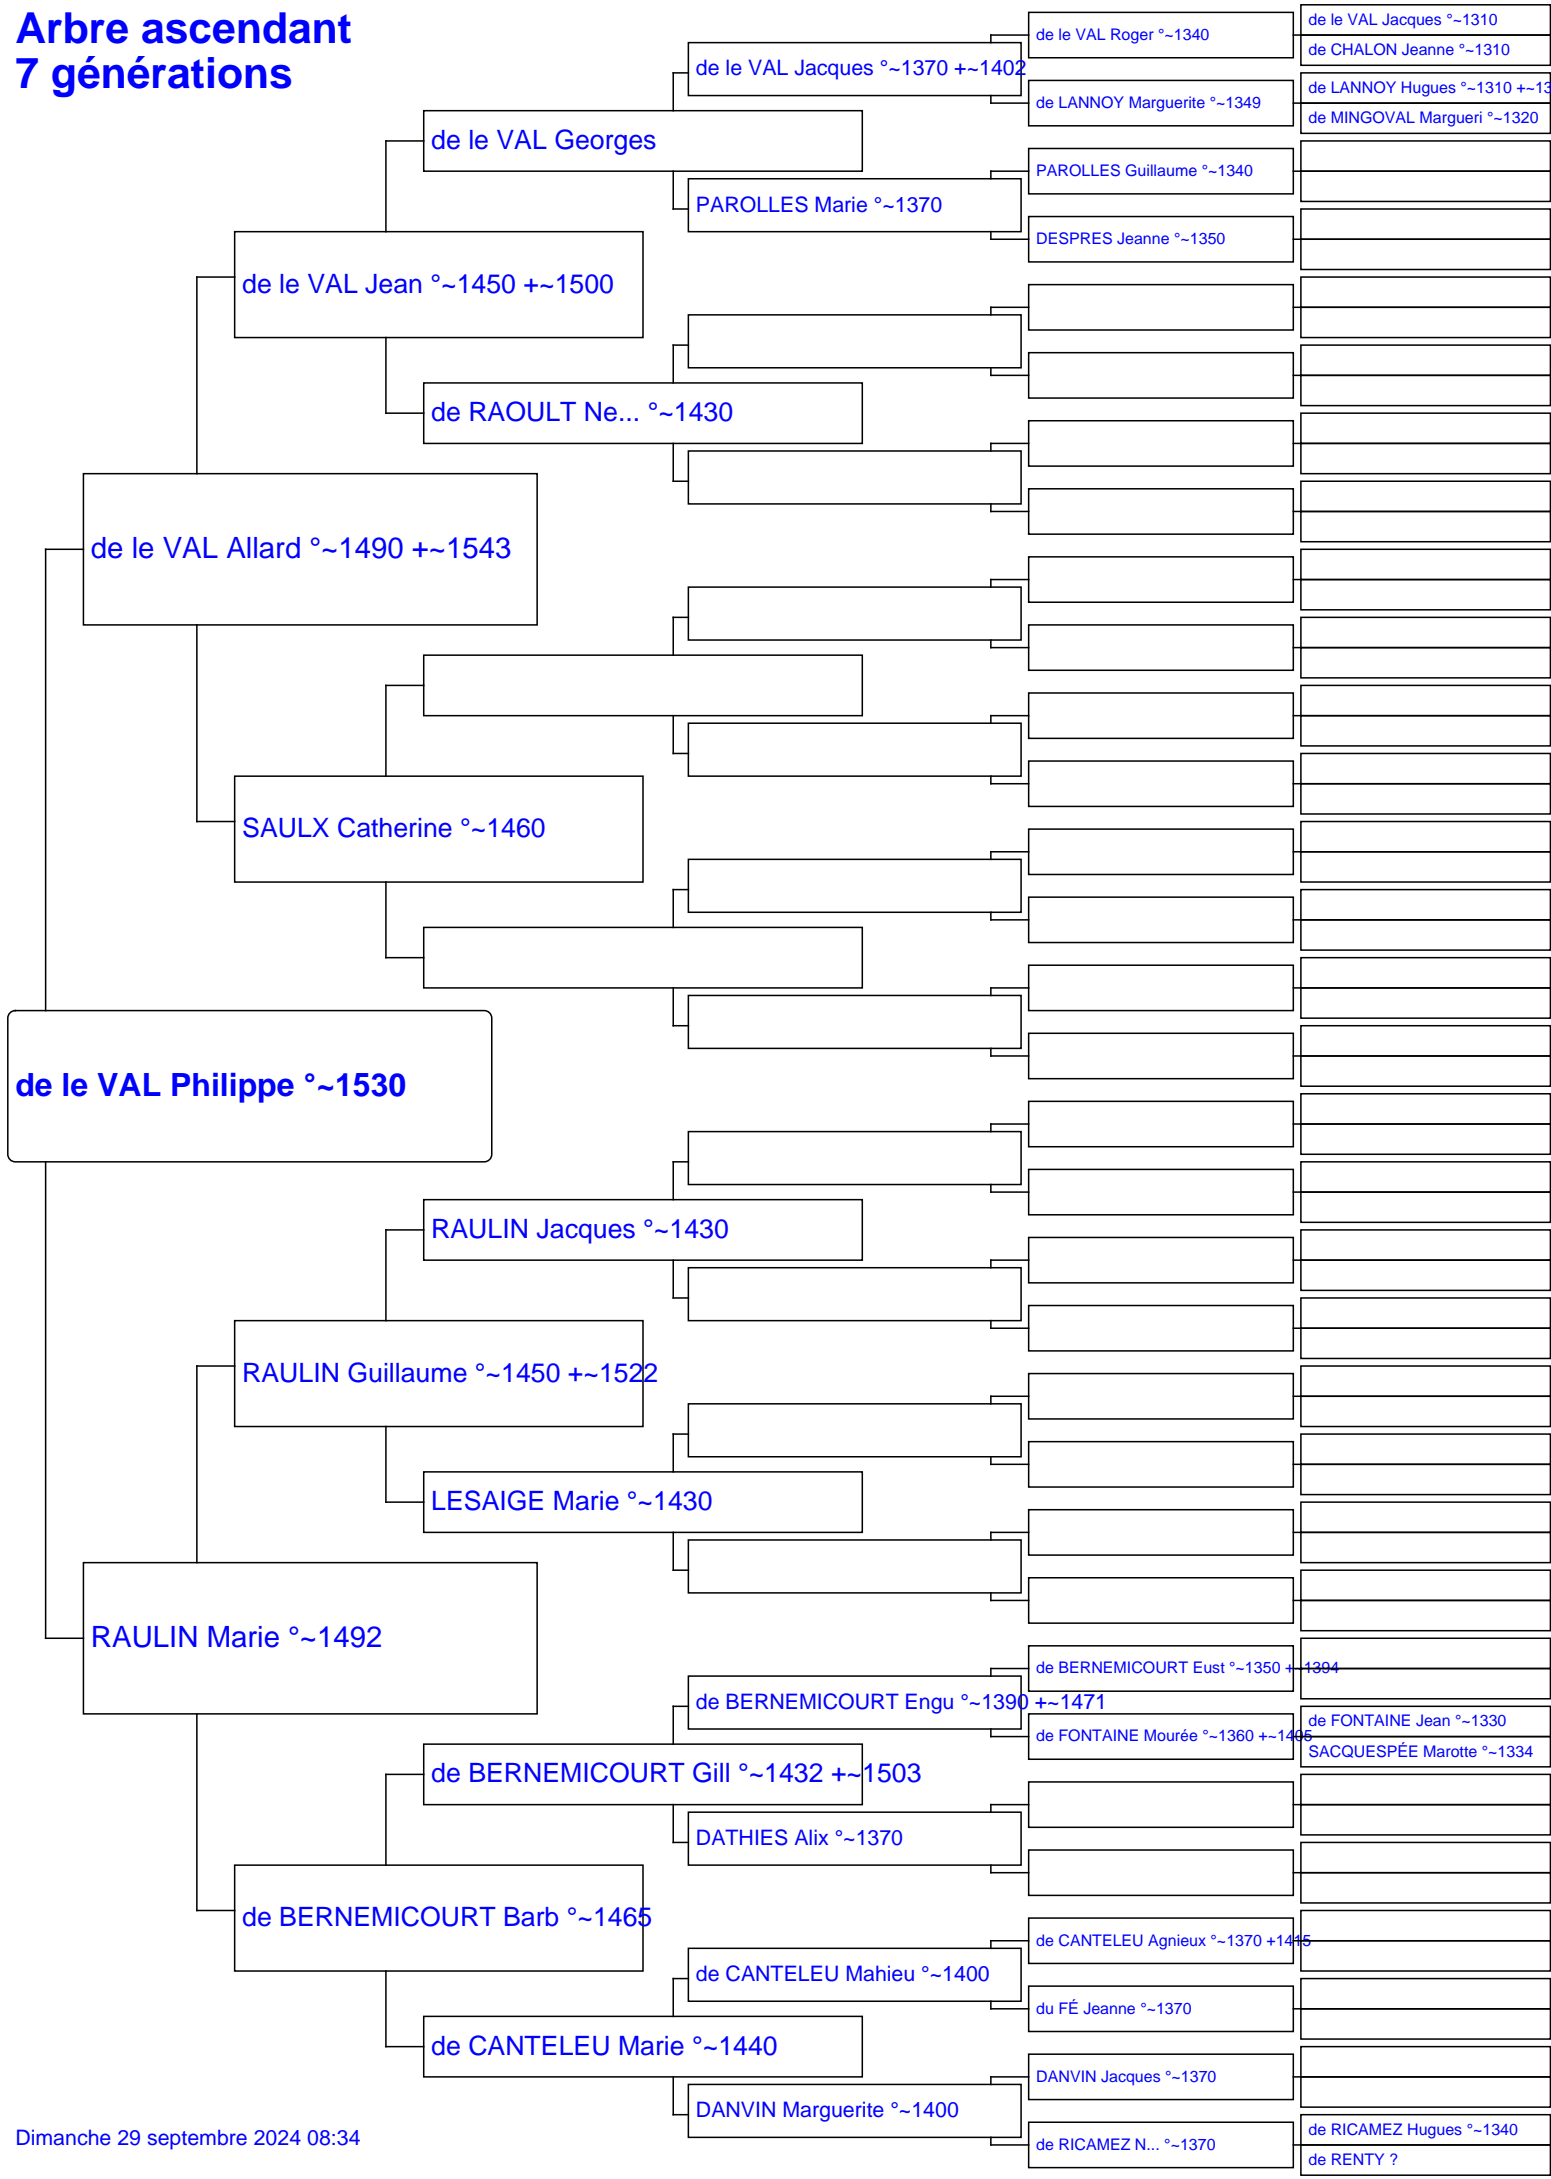 Arbre ascendant
7 générations
de le VAL Jacques °~1310
de le VAL Roger °~1340
de CHALON Jeanne °~1310
de le VAL Jacques °~1370 +~1402
de LANNOY Hugues °~1310 +~13
de LANNOY Marguerite °~1349
de MINGOVAL Margueri °~1320
de le VAL Georges
PAROLLES Guillaume °~1340
PAROLLES Marie °~1370
DESPRES Jeanne °~1350
de le VAL Jean °~1450 +~1500
de RAOULT Ne... °~1430
de le VAL Allard °~1490 +~1543
SAULX Catherine °~1460
de le VAL Philippe °~1530
RAULIN Jacques °~1430
RAULIN Guillaume °~1450 +~1522
LESAIGE Marie °~1430
RAULIN Marie °~1492
de BERNEMICOURT Eust °~1350 +~1394
de BERNEMICOURT Engu °~1390 +~1471
de FONTAINE Jean °~1330
de FONTAINE Mourée °~1360 +~1405
SACQUESPÉE Marotte °~1334
de BERNEMICOURT Gill °~1432 +~1503
DATHIES Alix °~1370
de BERNEMICOURT Barb °~1465
de CANTELEU Agnieux °~1370 +1415
de CANTELEU Mahieu °~1400
du FÉ Jeanne °~1370
de CANTELEU Marie °~1440
DANVIN Jacques °~1370
DANVIN Marguerite °~1400
de RICAMEZ Hugues °~1340
de RICAMEZ N... °~1370
de RENTY ?
Dimanche 29 septembre 2024 08:34